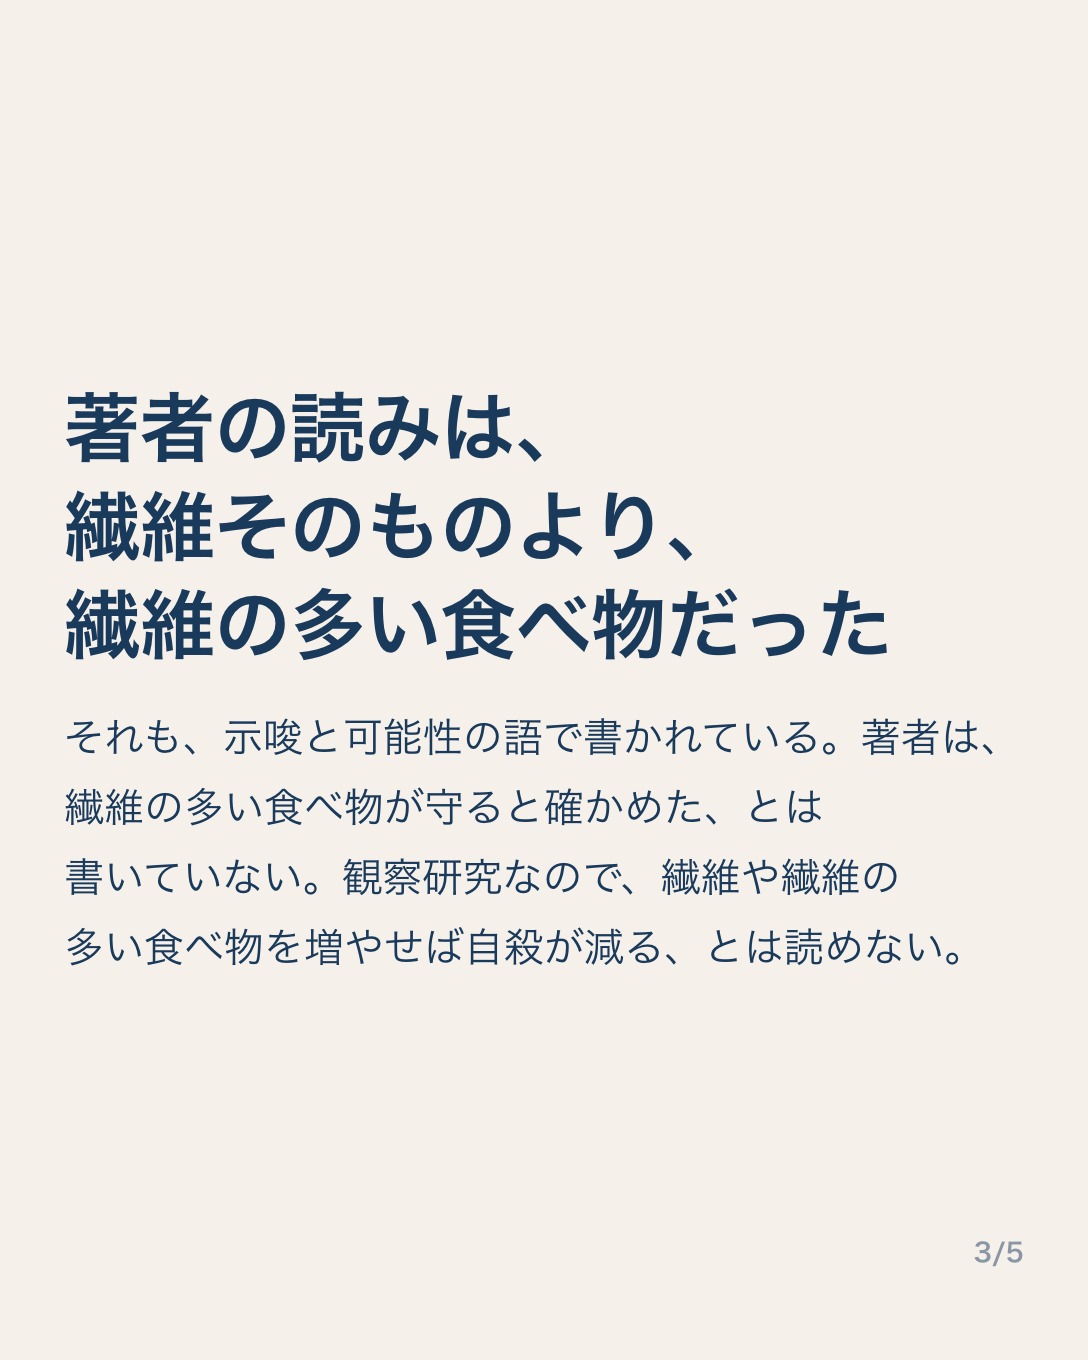 著者の読みは、
繊維そのものより、
繊維の多い食べ物だった
それも、示唆と可能性の語で書かれている。著者は、
繊維の多い食べ物が守ると確かめた、とは
書いていない。観察研究なので、繊維や繊維の
多い食べ物を増やせば自殺が減る、とは読めない。
3/5